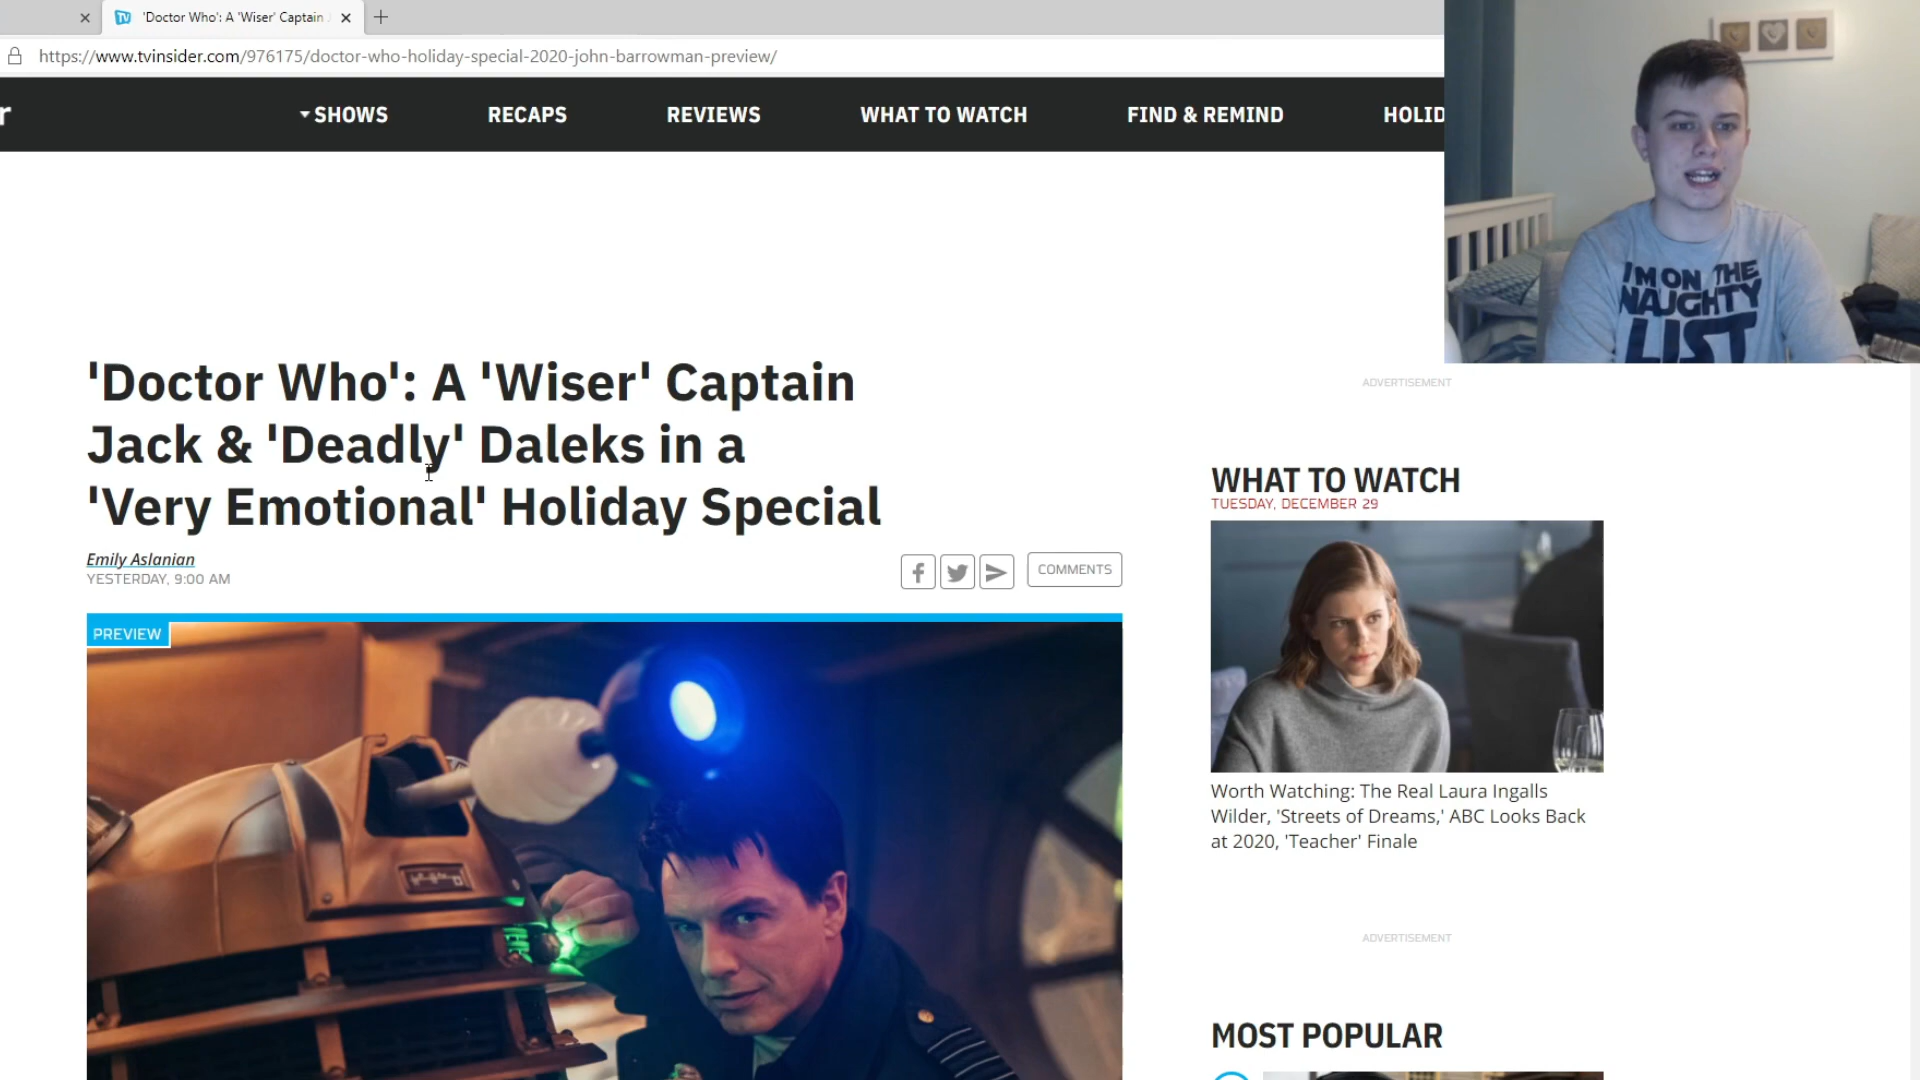 'Doctor Who': A 'Wiser' Captain
https://www.tvinsider.com/976175/doctor-who-holiday-special-2020-john-barrowman-preview/
r
SHOWS
RECAPS
REVIEWS
WHAT TO WATCH
FIND & REMIND
HOLID
I'M ON THE
NAUGHTY
LIST
'Doctor Who': A 'Wiser' Captain
Jack & 'Deadly' Daleks in a
'Very Emotional' Holiday Special
Emily Aslanian
YESTERDAY, 9:00 AM
COMMENTS
PREVIEW
ADVERTISEMENT
WHAT TO WATCH
TUESDAY, DECEMBER 29
Worth Watching: The Real Laura Ingalls
Wilder, 'Streets of Dreams,' ABC Looks Back
at 2020, 'Teacher' Finale
ADVERTISEMENT
MOST POPULAR